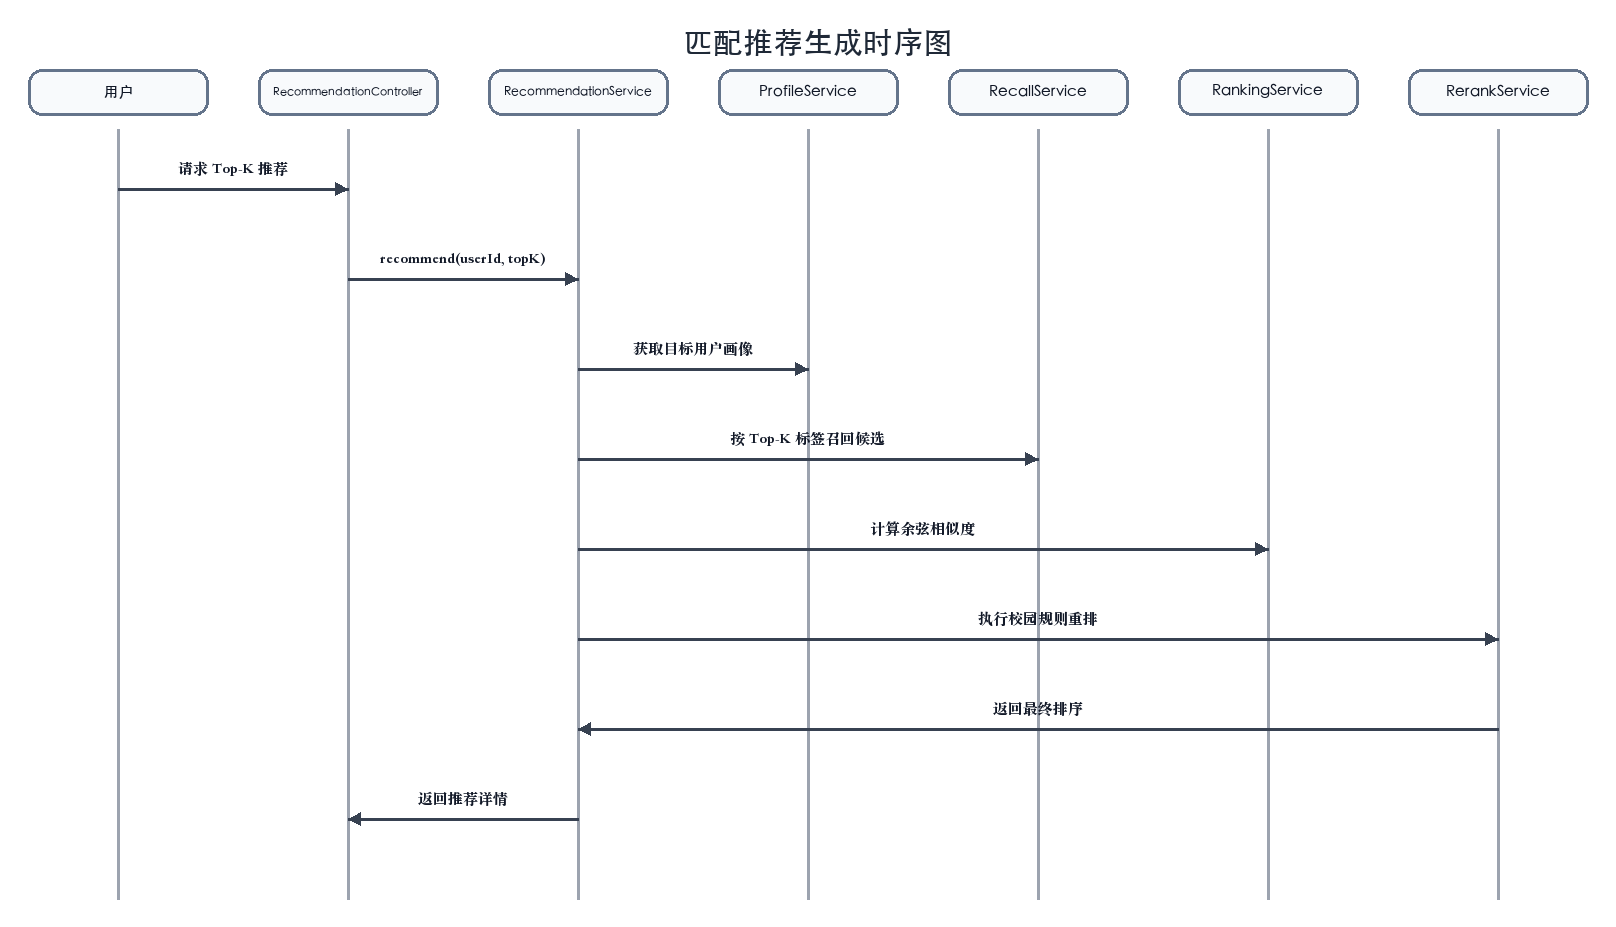 匹配推荐生成时序图
用户
RecommendationController
RecommendationService
ProfileService
RecallService
RankingService
RerankService
请求 Top-K 推荐
recommend(userId, topK)
获取目标用户画像
按 Top-K 标签召回候选
计算余弦相似度
执行校园规则重排
返回最终排序
返回推荐详情